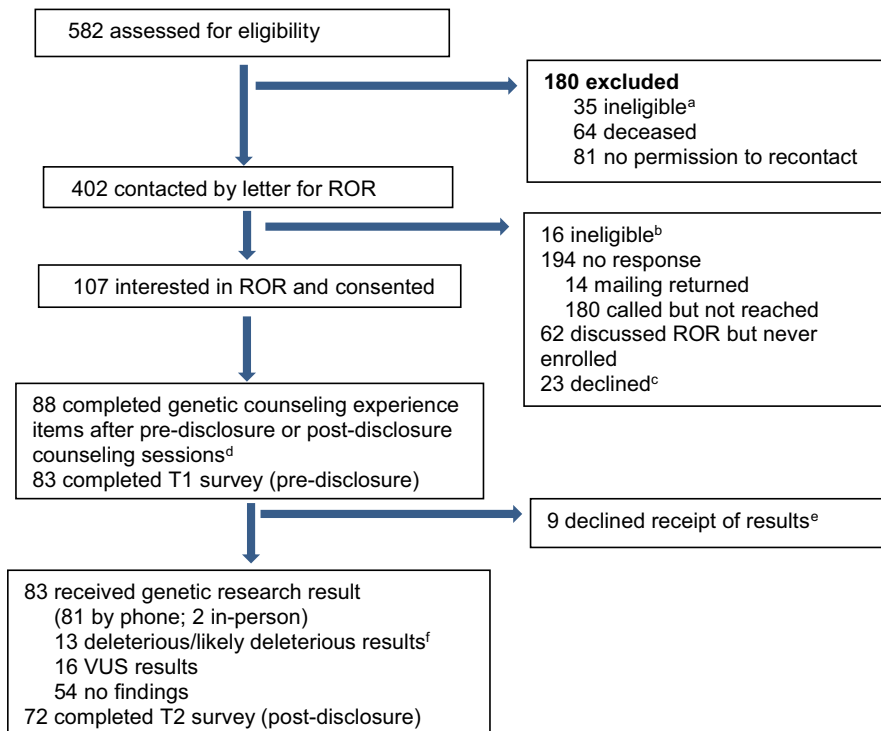 582 assessed for eligibility
180 excluded
35 ineligibleᵃ
64 deceased
81 no permission to recontact
402 contacted by letter for ROR
16 ineligibleᵇ
194 no response
14 mailing returned
180 called but not reached
62 discussed ROR but never
enrolled
23 declinedᶜ
107 interested in ROR and consented
88 completed genetic counseling experience
items after pre-disclosure or post-disclosure
counseling sessionsᵈ
83 completed T1 survey (pre-disclosure)
9 declined receipt of resultsᵉ
83 received genetic research result
(81 by phone; 2 in-person)
13 deleterious/likely deleterious resultsᶠ
16 VUS results
54 no findings
72 completed T2 survey (post-disclosure)